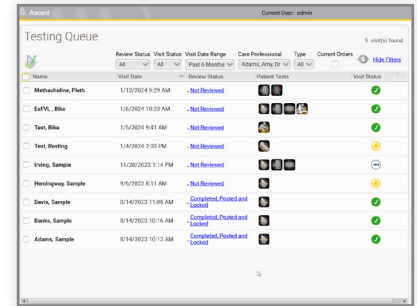 Ascent Current User: admin
Testing Queue
9 visit(s) found
Review Status Visit Status Visit Date Range Care Professional Type Current Orders
All All Past 6 Months Adams, Amy, Dr All Hide Filters
Name Visit Date Review Status Patient Tests Visit Status
Methacholine, Pleth 1/12/2024 9:29 AM Not Reviewed
ExFVL , Bike 1/6/2024 10:23 AM Not Reviewed
Test, Bike 1/5/2024 9:41 AM Not Reviewed
Test, Resting 1/4/2024 2:03 PM Not Reviewed
Irving, Sample 11/28/2023 1:14 PM Not Reviewed
Hemingway, Sample 9/6/2023 8:11 AM Not Reviewed
Davis, Sample 8/14/2023 11:08 AM Completed, Posted and
Locked
Banks, Sample 8/14/2023 10:16 AM Completed, Posted and
Locked
Adams, Sample 8/14/2023 10:13 AM Completed, Posted and
Locked